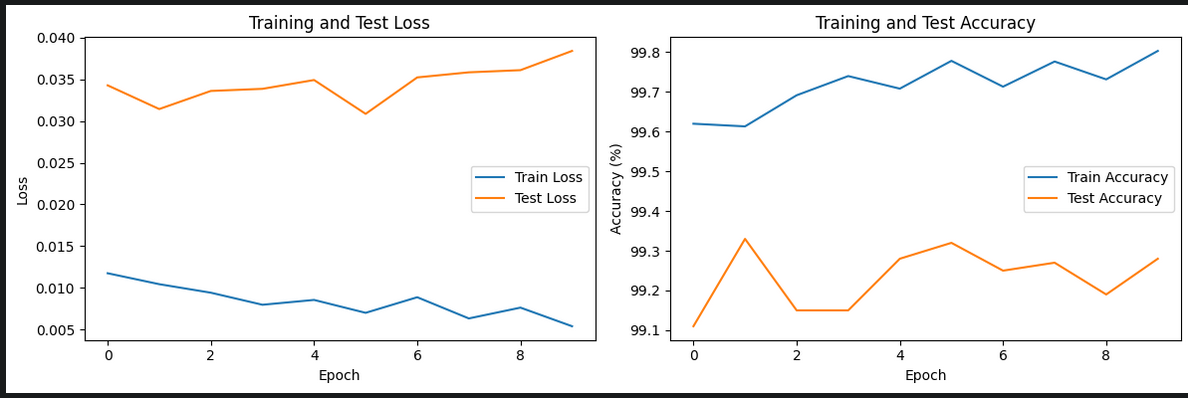 Training and Test Loss
0.040
0.035
0.030
0.025
0.020
0.015
0.010
0.005
Loss
Train Loss
Test Loss
0 2 4 6 8
Epoch
Training and Test Accuracy
99.8
99.7
99.6
99.5
99.4
99.3
99.2
99.1
Accuracy (%)
Train Accuracy
Test Accuracy
0 2 4 6 8
Epoch